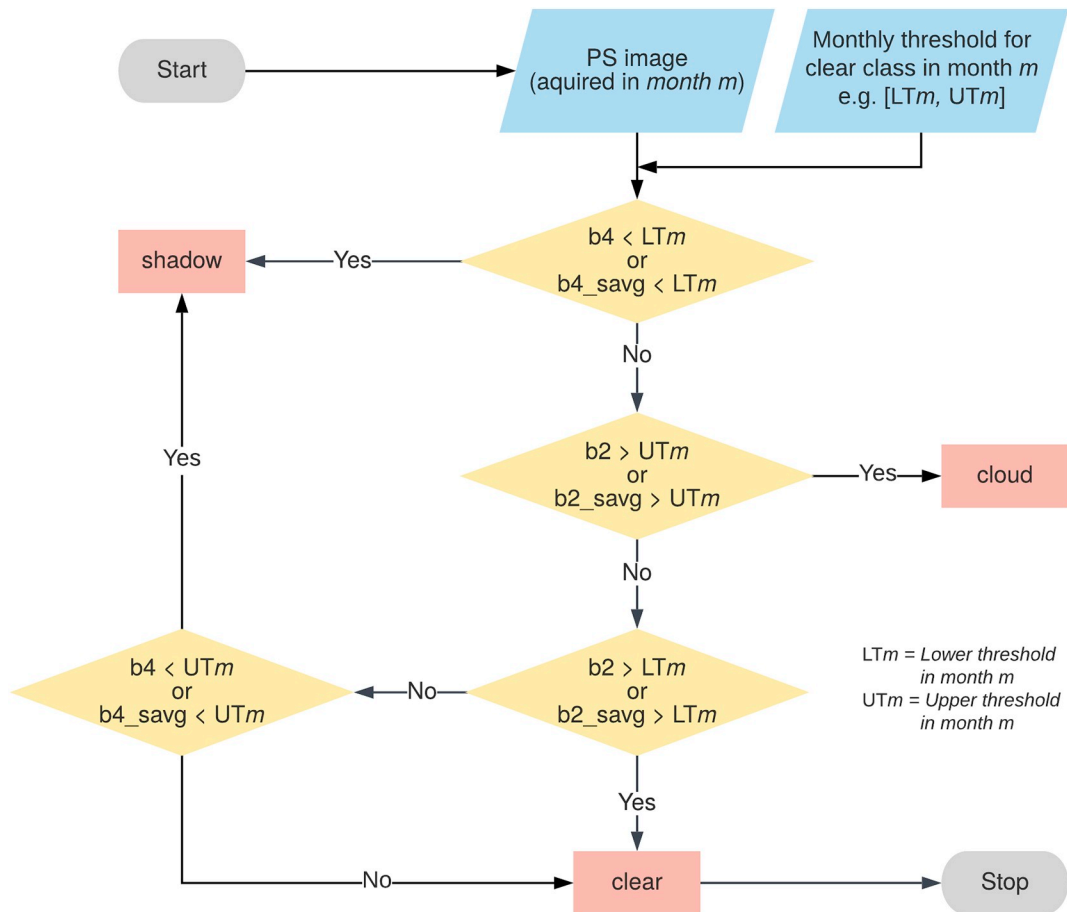 Start
PS image
(aquired in month m)
Monthly threshold for
clear class in month m
e.g. [LTm, UTm]
b4 < LTm
or
b4_savg < LTm
Yes
shadow
No
b2 > UTm
or
b2_savg > UTm
Yes
cloud
Yes
No
b4 < UTm
or
b4_savg < UTm
No
b2 > LTm
or
b2_savg > LTm
LTm = Lower threshold
in month m
UTm = Upper threshold
in month m
Yes
No
clear
Stop